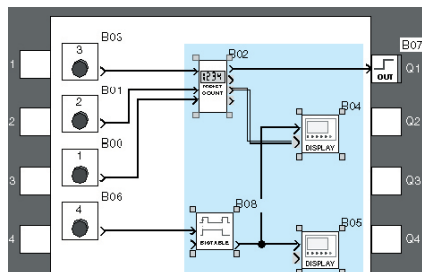 B03
3
B02
B07
1
1234
Q1
COUNT
OUT
B01
2
B04
2
Q2
B00
DISPLAY
1
3
Q3
B06
B08
B05
4
4
BISTABLE
Q4
DISPLAY